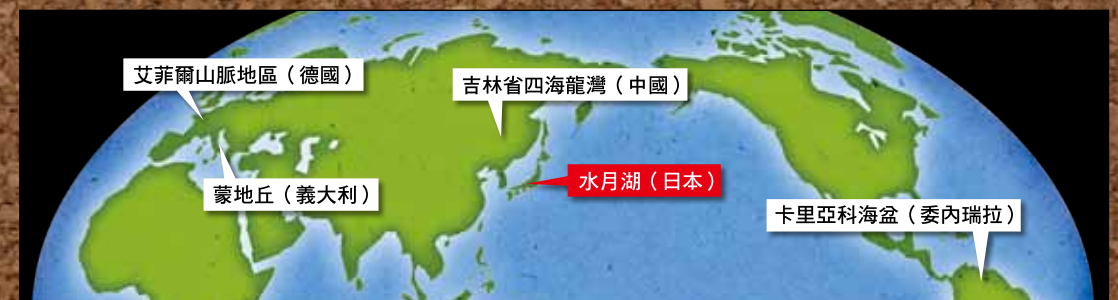 艾菲爾山脈地區（德國）
吉林省四海龍灣（中國）
水月湖（日本）
蒙地丘（義大利）
卡里亞科海盆（委內瑞拉）